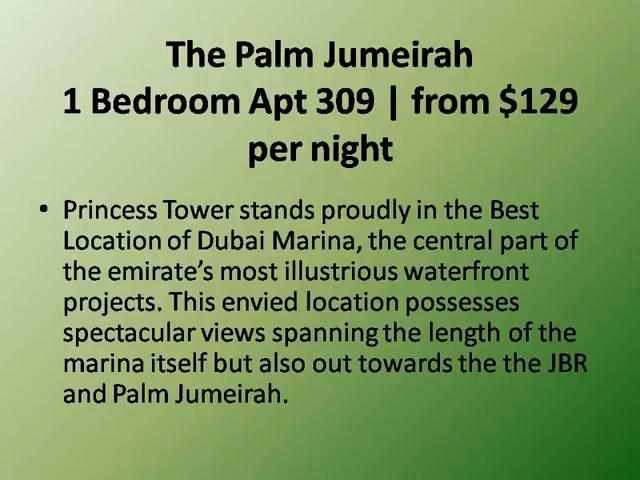 The Palm Jumeirah
1 Bedroom Apt 309 | from $129
per night
• Princess Tower stands proudly in the Best
Location of Dubai Marina, the central part of
the emirate’s most illustrious waterfront
projects. This envied location possesses
spectacular views spanning the length of the
marina itself but also out towards the the JBR
and Palm Jumeirah.